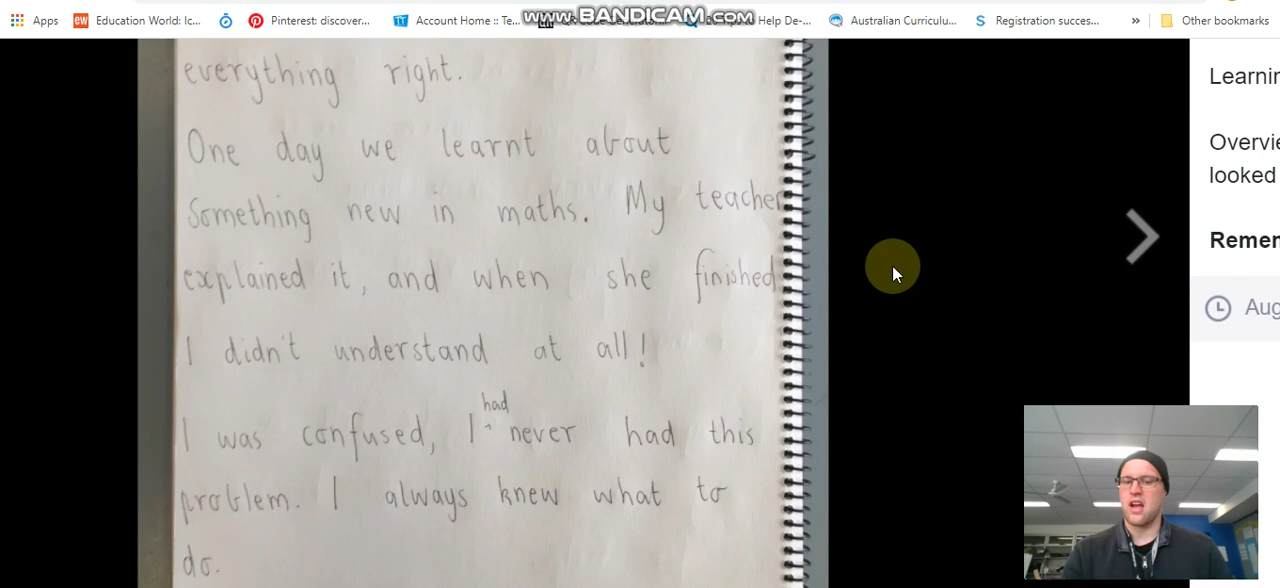 Apps
Education World: Ic...
Pinterest: discover...
Account Home :: Te...
Help De-...
Australian Curriculu...
Registration succes...
»
Other bookmarks
www.BANDICAM.com
everything right.
One day we learnt about
something new in maths. My teacher
explained it, and when she finished
I didn't understand at all!
I was confused, I ^had never had this
problem. I always knew what to
do.
Learnin
Overvie
looked
Remem
Aug